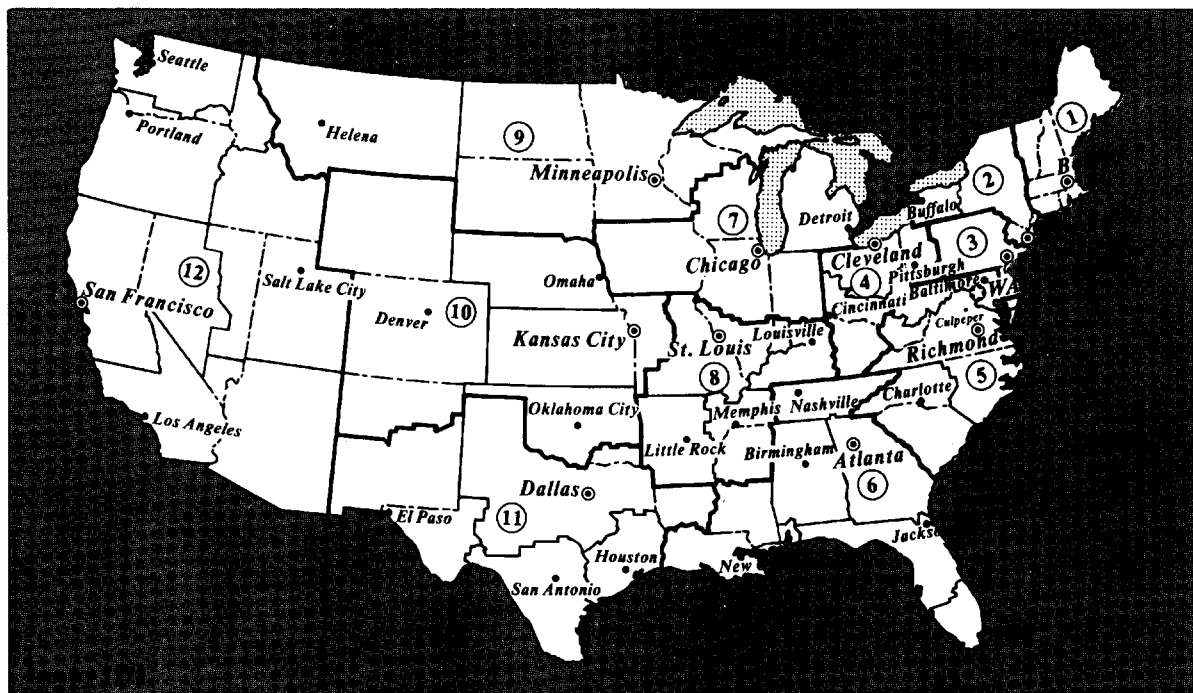 Seattle
Portland
Helena
9
Minneapolis
1
2
Buffalo
7
Detroit
3
Cleveland
Pittsburgh
4
Chicago
Cincinnati
Baltimore
12
Salt Lake City
San Francisco
Omaha
10
Denver
Culpeper
Kansas City
St. Louis
Louisville
Richmond
8
5
Los Angeles
Oklahoma City
Memphis
Nashville
Charlotte
Little Rock
Birmingham
Atlanta
6
Dallas
El Paso
11
Houston
San Antonio
New